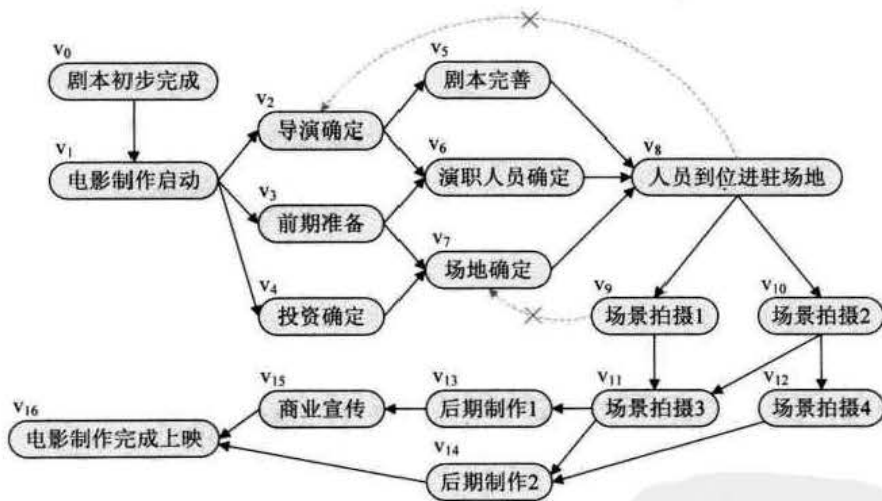 v0
剧本初步完成
v1
电影制作启动
v2
导演确定
v3
前期准备
v4
投资确定
v5
剧本完善
v6
演职人员确定
v7
场地确定
v8
人员到位进驻场地
v9
场景拍摄1
v10
场景拍摄2
v11
场景拍摄3
v12
场景拍摄4
v13
后期制作1
v14
后期制作2
v15
商业宣传
v16
电影制作完成上映